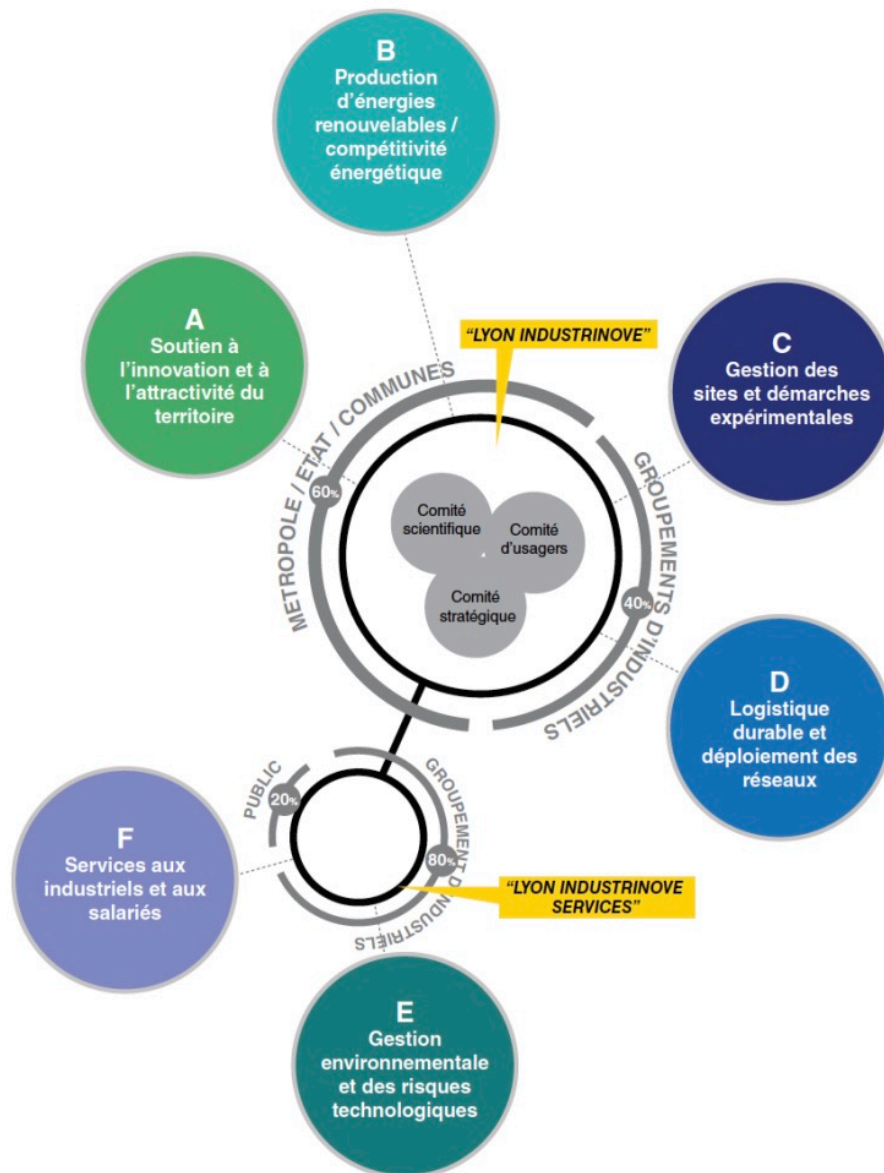 B
Production
d’énergies
renouvelables /
compétitivité
énergétique
A
Soutien à
l’innovation et à
l’attractivité du
territoire
“LYON INDUSTRINOVE”
C
Gestion des
sites et démarches
expérimentales
METROPOLE / ETAT / COMMUNES
60%
GROUPEMENTS D’INDUSTRIELS
40%
Comité
scientifique
Comité
d’usagers
Comité
stratégique
D
Logistique
durable et
déploiement des
réseaux
PUBLIC
20%
GROUPEMENT D’INDUSTRIELS
80%
F
Services aux
industriels et aux
salariés
“LYON INDUSTRINOVE
SERVICES”
E
Gestion
environnementale
et des risques
technologiques